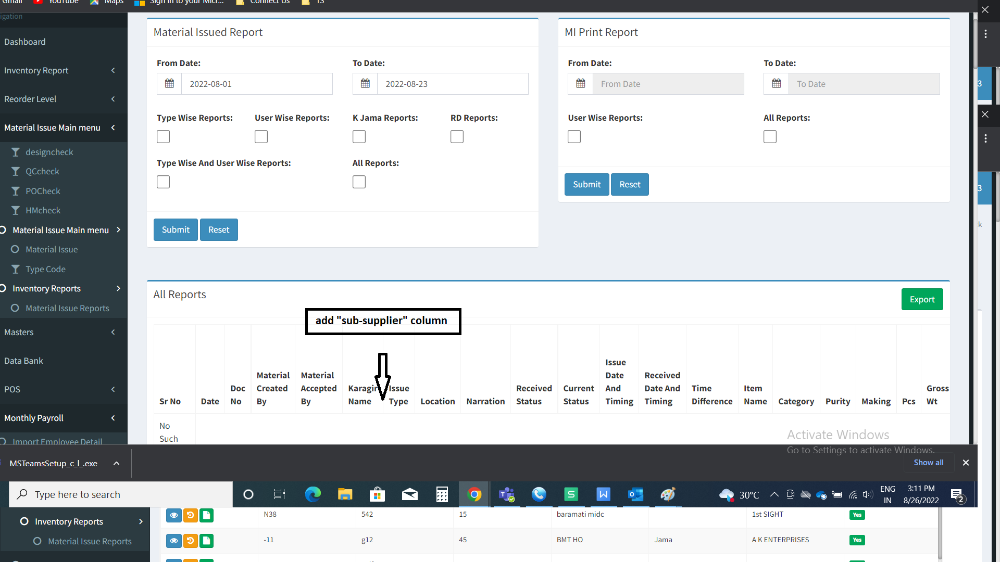 Gmail YouTube Maps Sign in to your Micr... Connect Us TS
igation
Dashboard
Inventory Report
Reorder Level
Material Issue Main menu
designcheck
QCcheck
POCheck
HMcheck
Material Issue Main menu
Material Issue
Type Code
Inventory Reports
Material Issue Reports
Masters
Data Bank
POS
Monthly Payroll
Import Employee Detail
Material Issued Report
From Date: To Date:
2022-08-01 2022-08-23
Type Wise Reports: User Wise Reports: K Jama Reports: RD Reports:
Type Wise And User Wise Reports: All Reports:
Submit Reset
MI Print Report
From Date: To Date:
From Date To Date
User Wise Reports: All Reports:
Submit Reset
3
3
k
All Reports
Export
add "sub-supplier" column
Sr No
Date
Doc
No
Material
Created
By
Material
Accepted
By
Karagir
Name
Issue
Type
Location
Narration
Received
Status
Current
Status
Issue
Date
And
Timing
Received
Date And
Timing
Time
Difference
Item
Name
Category
Purity
Making
Pcs
Gross
Wt
No
Such
Activate Windows
Go to Settings to activate Windows.
MSTeamsSetup_c_l_.exe
Show all
Type here to search
30°C
ENG
IN
3:11 PM
8/26/2022
2
Inventory Reports
Material Issue Reports
N38 542 15 baramati midc 1st SIGHT Yes
-11 g12 45 BMT HO Jama A K ENTERPRISES Yes